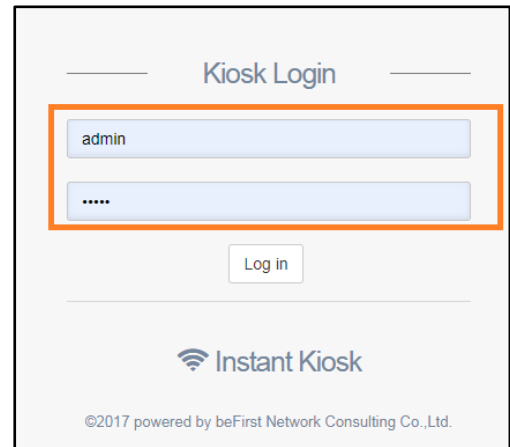 Kiosk Login
admin
•••••
Log in
Instant Kiosk
©2017 powered by beFirst Network Consulting Co.,Ltd.